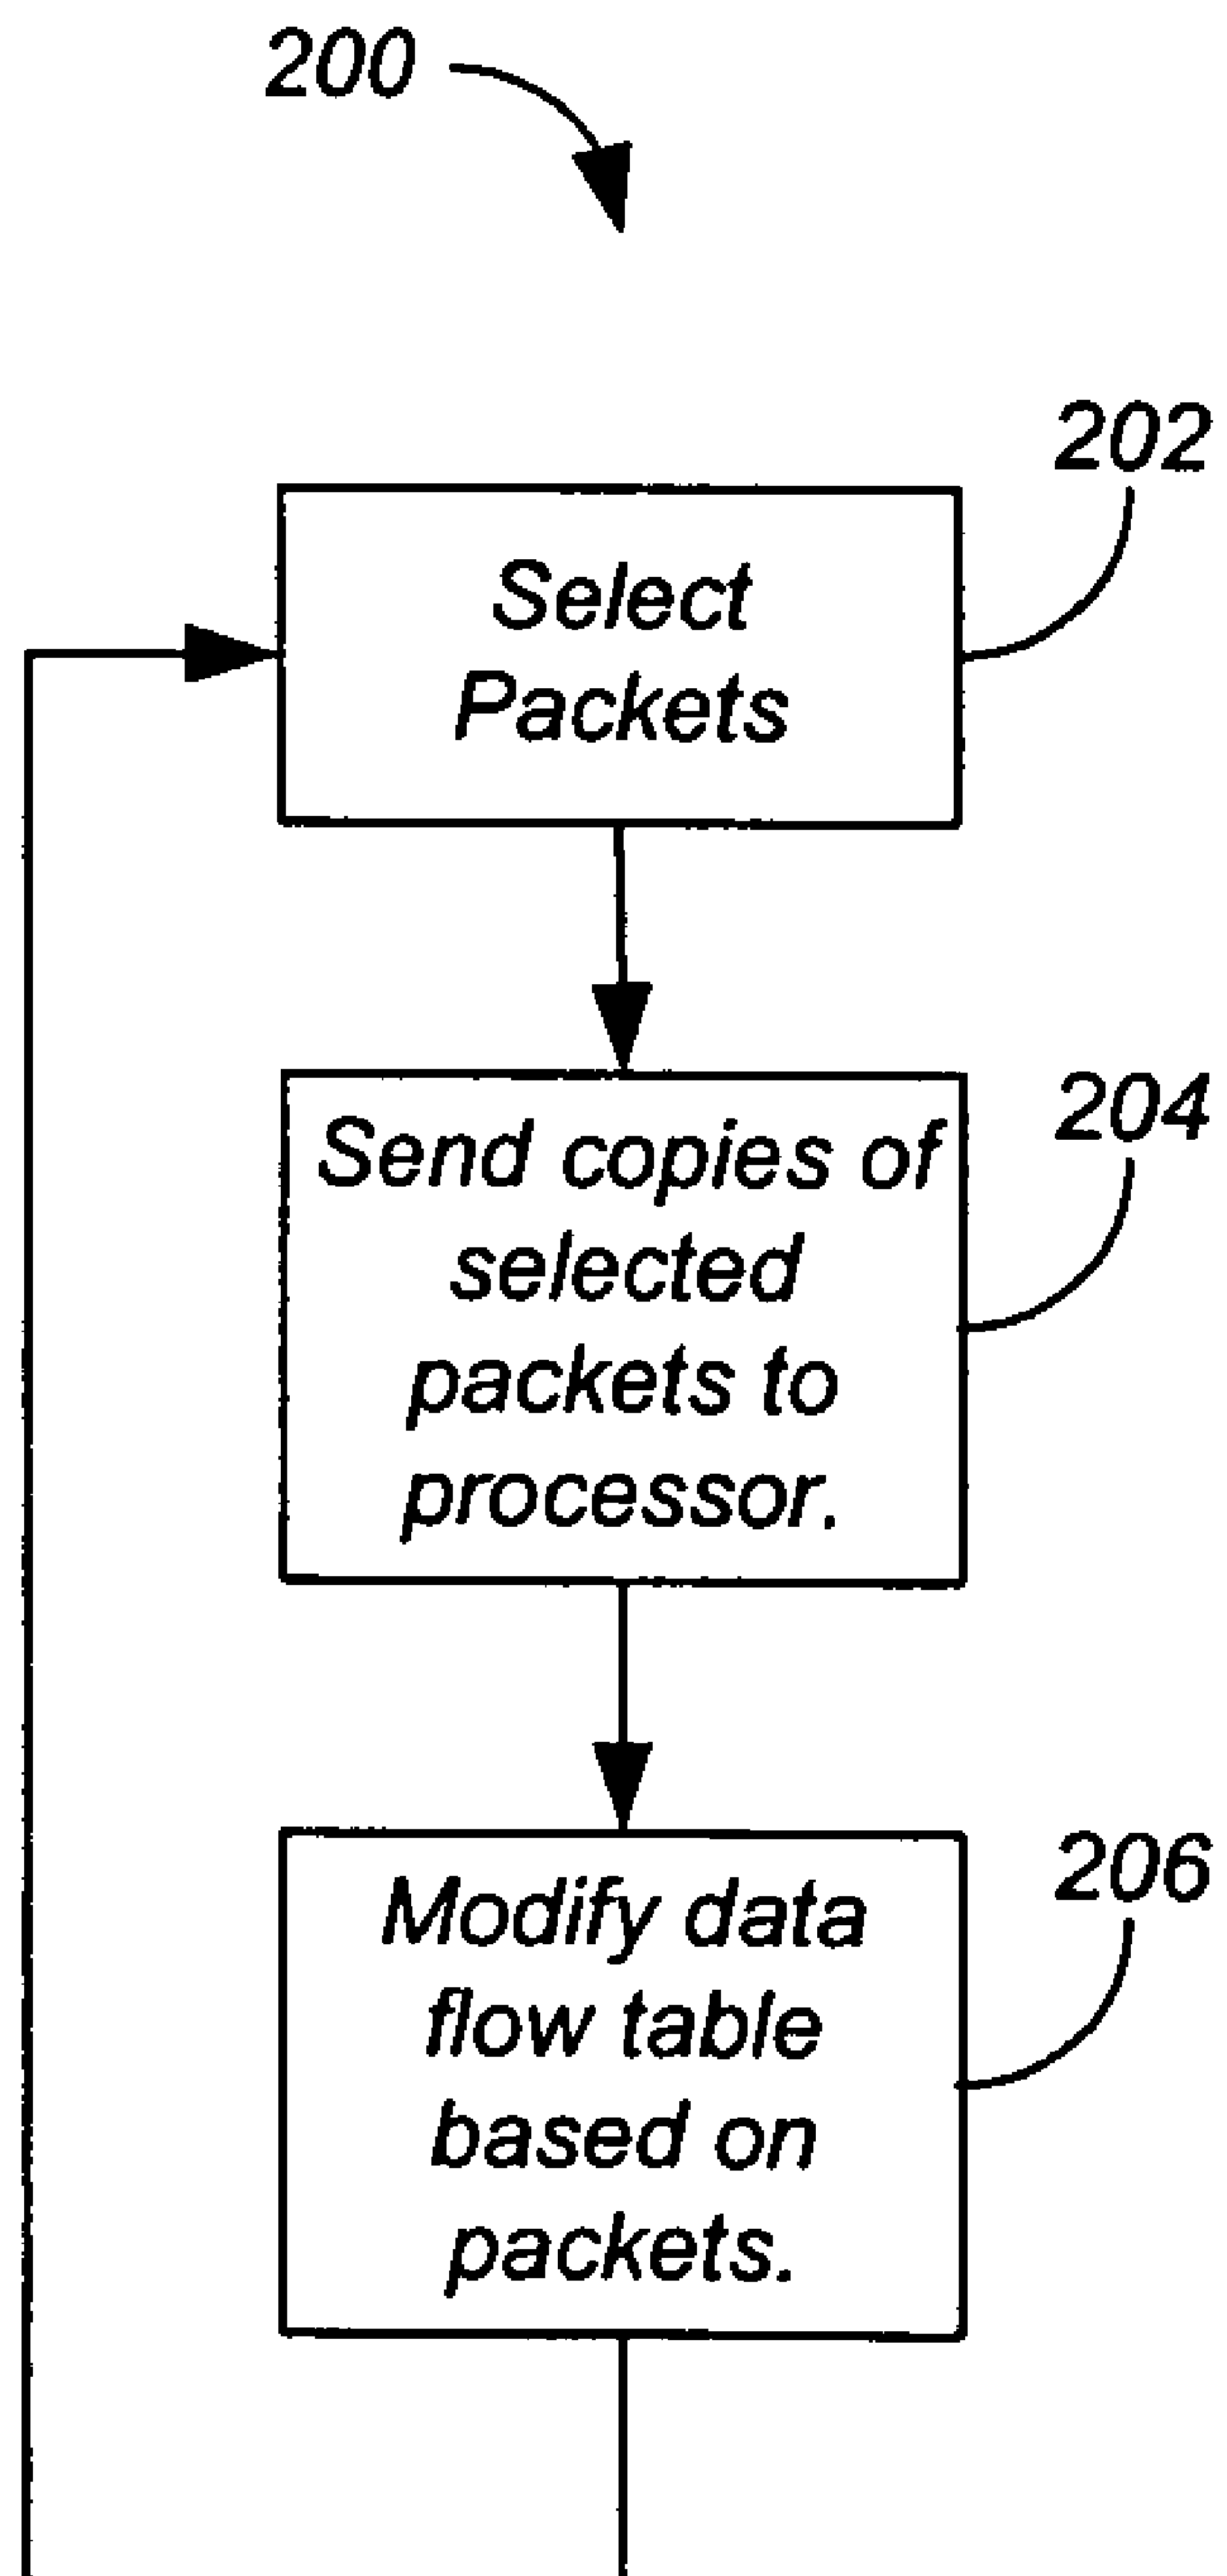 200
202
Select
Packets
204
Send copies of
selected
packets to
processor.
206
Modify data
flow table
based on
packets.